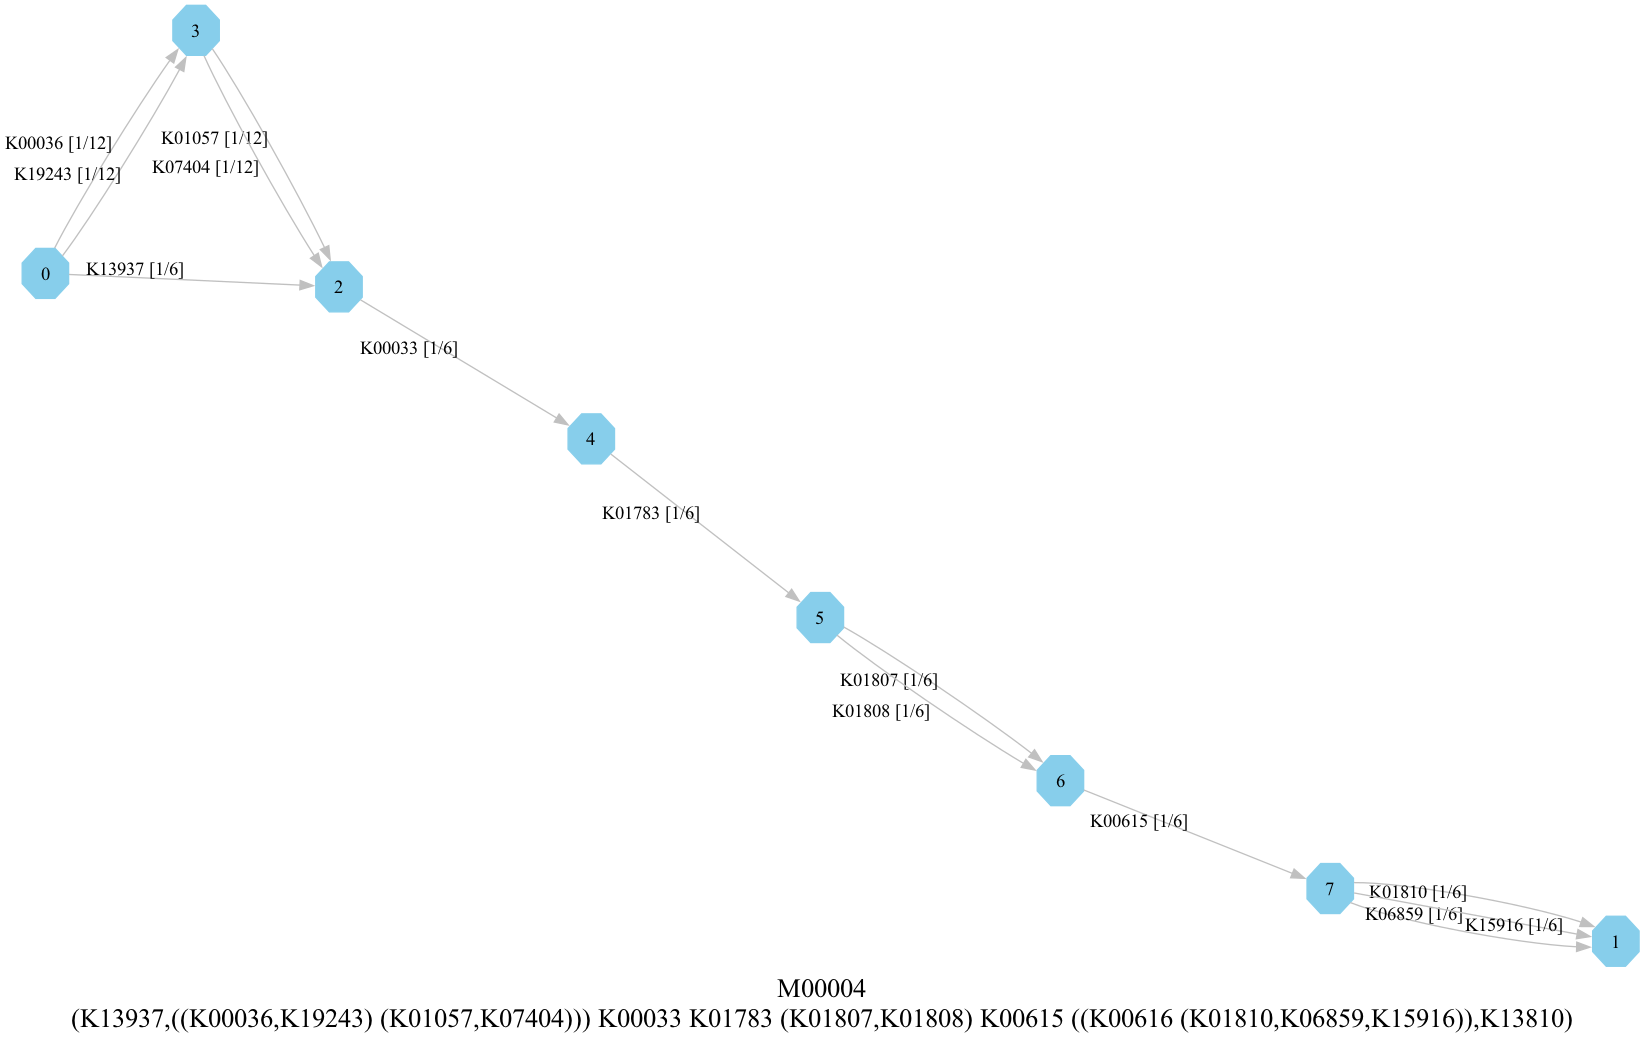 3
K00036 [1/12]
K01057 [1/12]
K19243 [1/12]
K07404 [1/12]
0
K13937 [1/6]
2
K00033 [1/6]
4
K01783 [1/6]
5
K01807 [1/6]
K01808 [1/6]
6
K00615 [1/6]
7
K01810 [1/6]
K06859 [1/6]
K15916 [1/6]
1
M00004
(K13937,((K00036,K19243) (K01057,K07404))) K00033 K01783 (K01807,K01808) K00615 ((K00616 (K01810,K06859,K15916)),K13810)